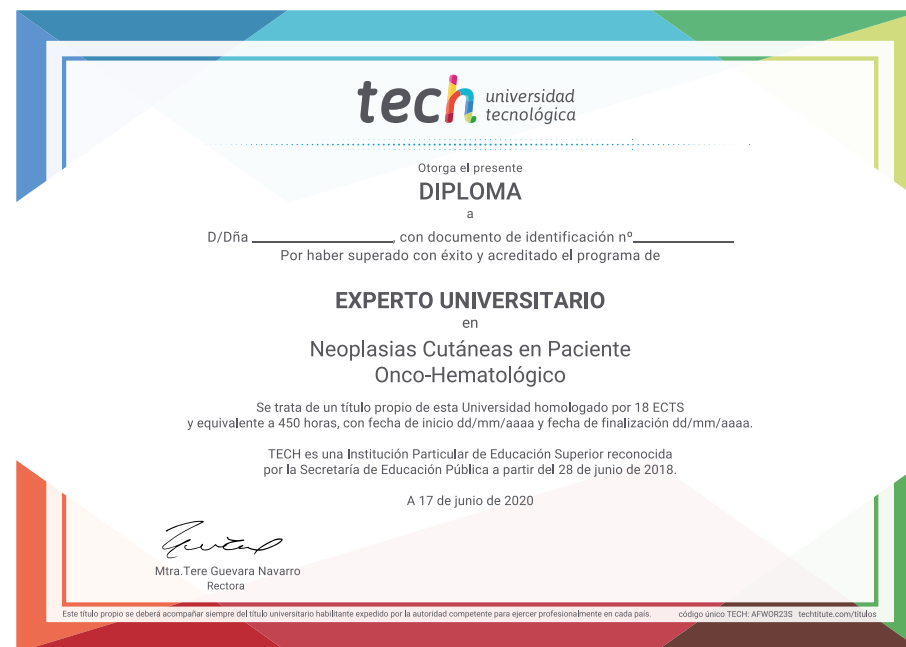 tech universidad
tecnológica
Otorga el presente
DIPLOMA
a
D/Dña ____________________, con documento de identificación nº______________
Por haber superado con éxito y acreditado el programa de
EXPERTO UNIVERSITARIO
en
Neoplasias Cutáneas en Paciente
Onco-Hematológico
Se trata de un título propio de esta Universidad homologado por 18 ECTS
y equivalente a 450 horas, con fecha de inicio dd/mm/aaaa y fecha de finalización dd/mm/aaaa.
TECH es una Institución Particular de Educación Superior reconocida
por la Secretaría de Educación Pública a partir del 28 de junio de 2018.
A 17 de junio de 2020
Mtra.Tere Guevara Navarro
Rectora
Este título propio se deberá acompañar siempre del título universitario habilitante expedido por la autoridad competente para ejercer profesionalmente en cada país. código único TECH: AFWOR23S techtitute.com/titulos